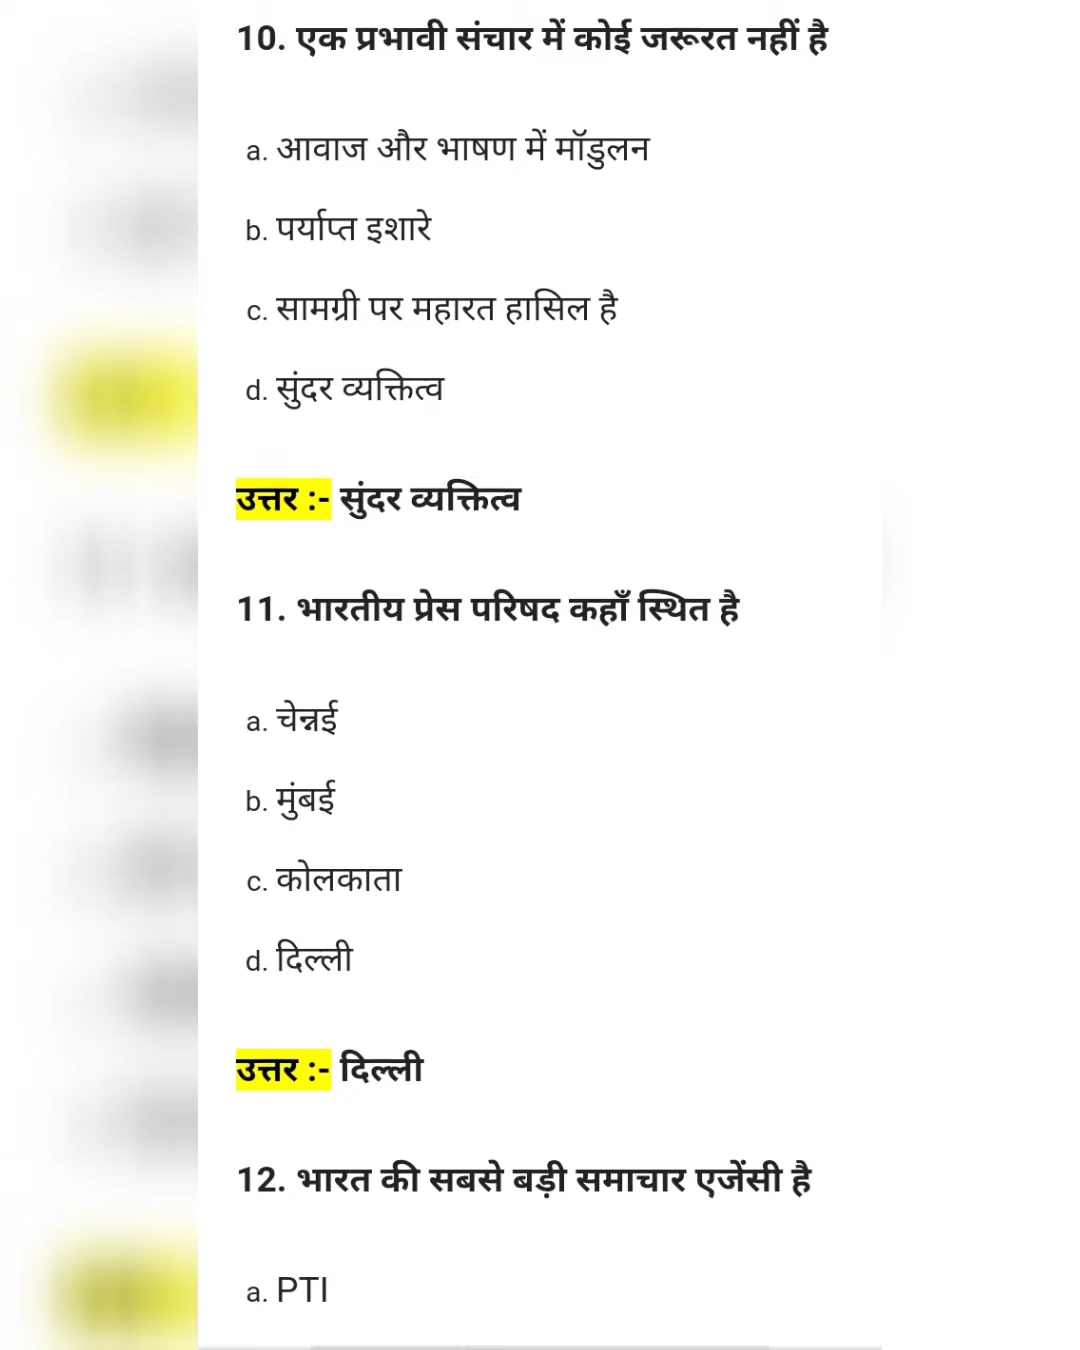 10. एक प्रभावी संचार में कोई जरूरत नहीं है
a. आवाज और भाषण में मॉडुलन
b. पर्याप्त इशारे
c. सामग्री पर महारत हासिल है
d. सुंदर व्यक्तित्व
उत्तर :- सुंदर व्यक्तित्व
11. भारतीय प्रेस परिषद कहाँ स्थित है
a. चेन्नई
b. मुंबई
c. कोलकाता
d. दिल्ली
उत्तर :- दिल्ली
12. भारत की सबसे बड़ी समाचार एजेंसी है
a. PTI